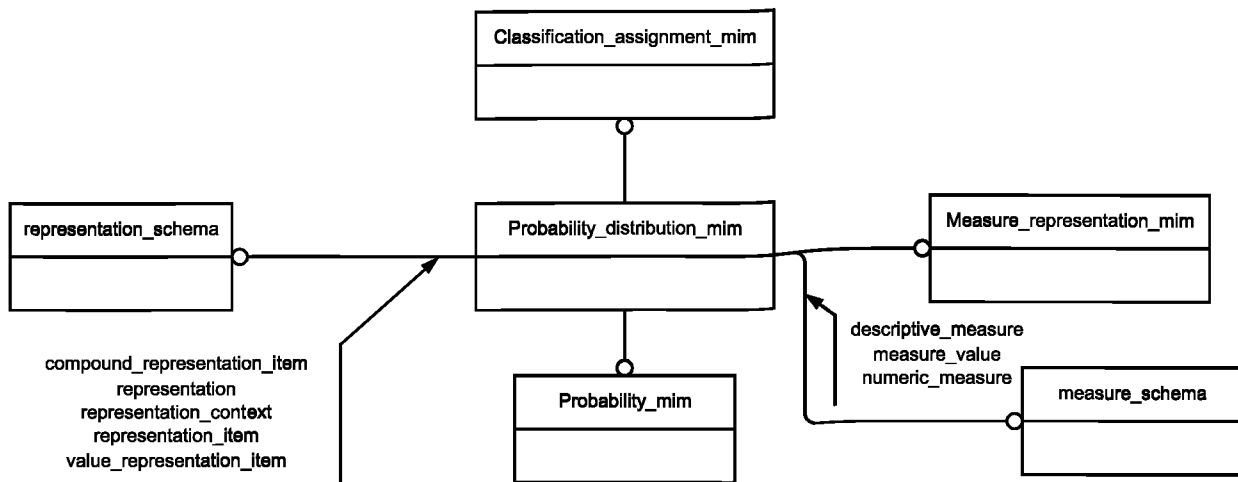 Classification_assignment_mim
representation_schema
Probability_distribution_mim
Measure_representation_mim
compound_representation_item
representation
representation_context
representation_item
value_representation_item
Probability_mim
descriptive_measure
measure_value
numeric_measure
measure_schema